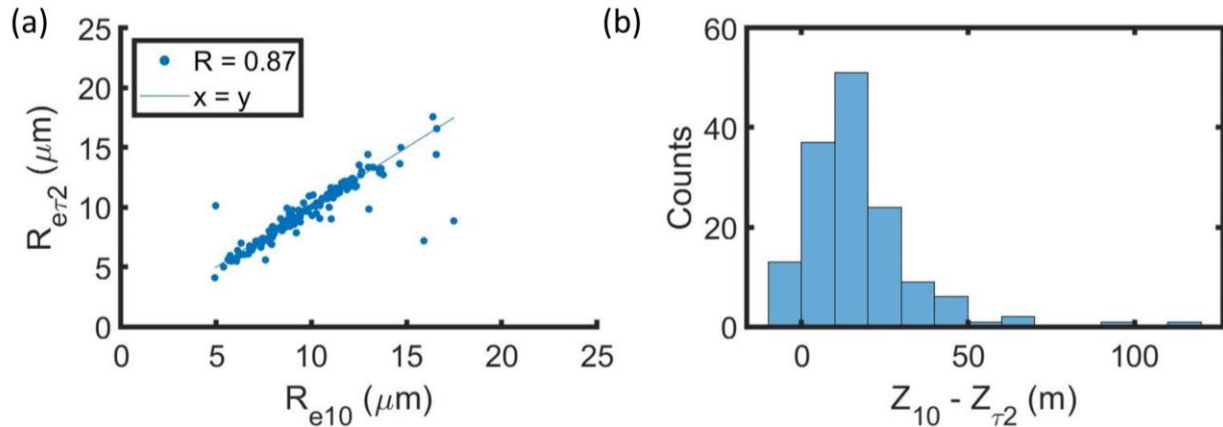 (a)
25
20
15
10
5
0
R = 0.87
x = y
0 5 10 15 20 25
R_eτ2 (μm)
R_e10 (μm)
(b)
60
40
20
0
0 50 100
Counts
Z_10 - Z_τ2 (m)